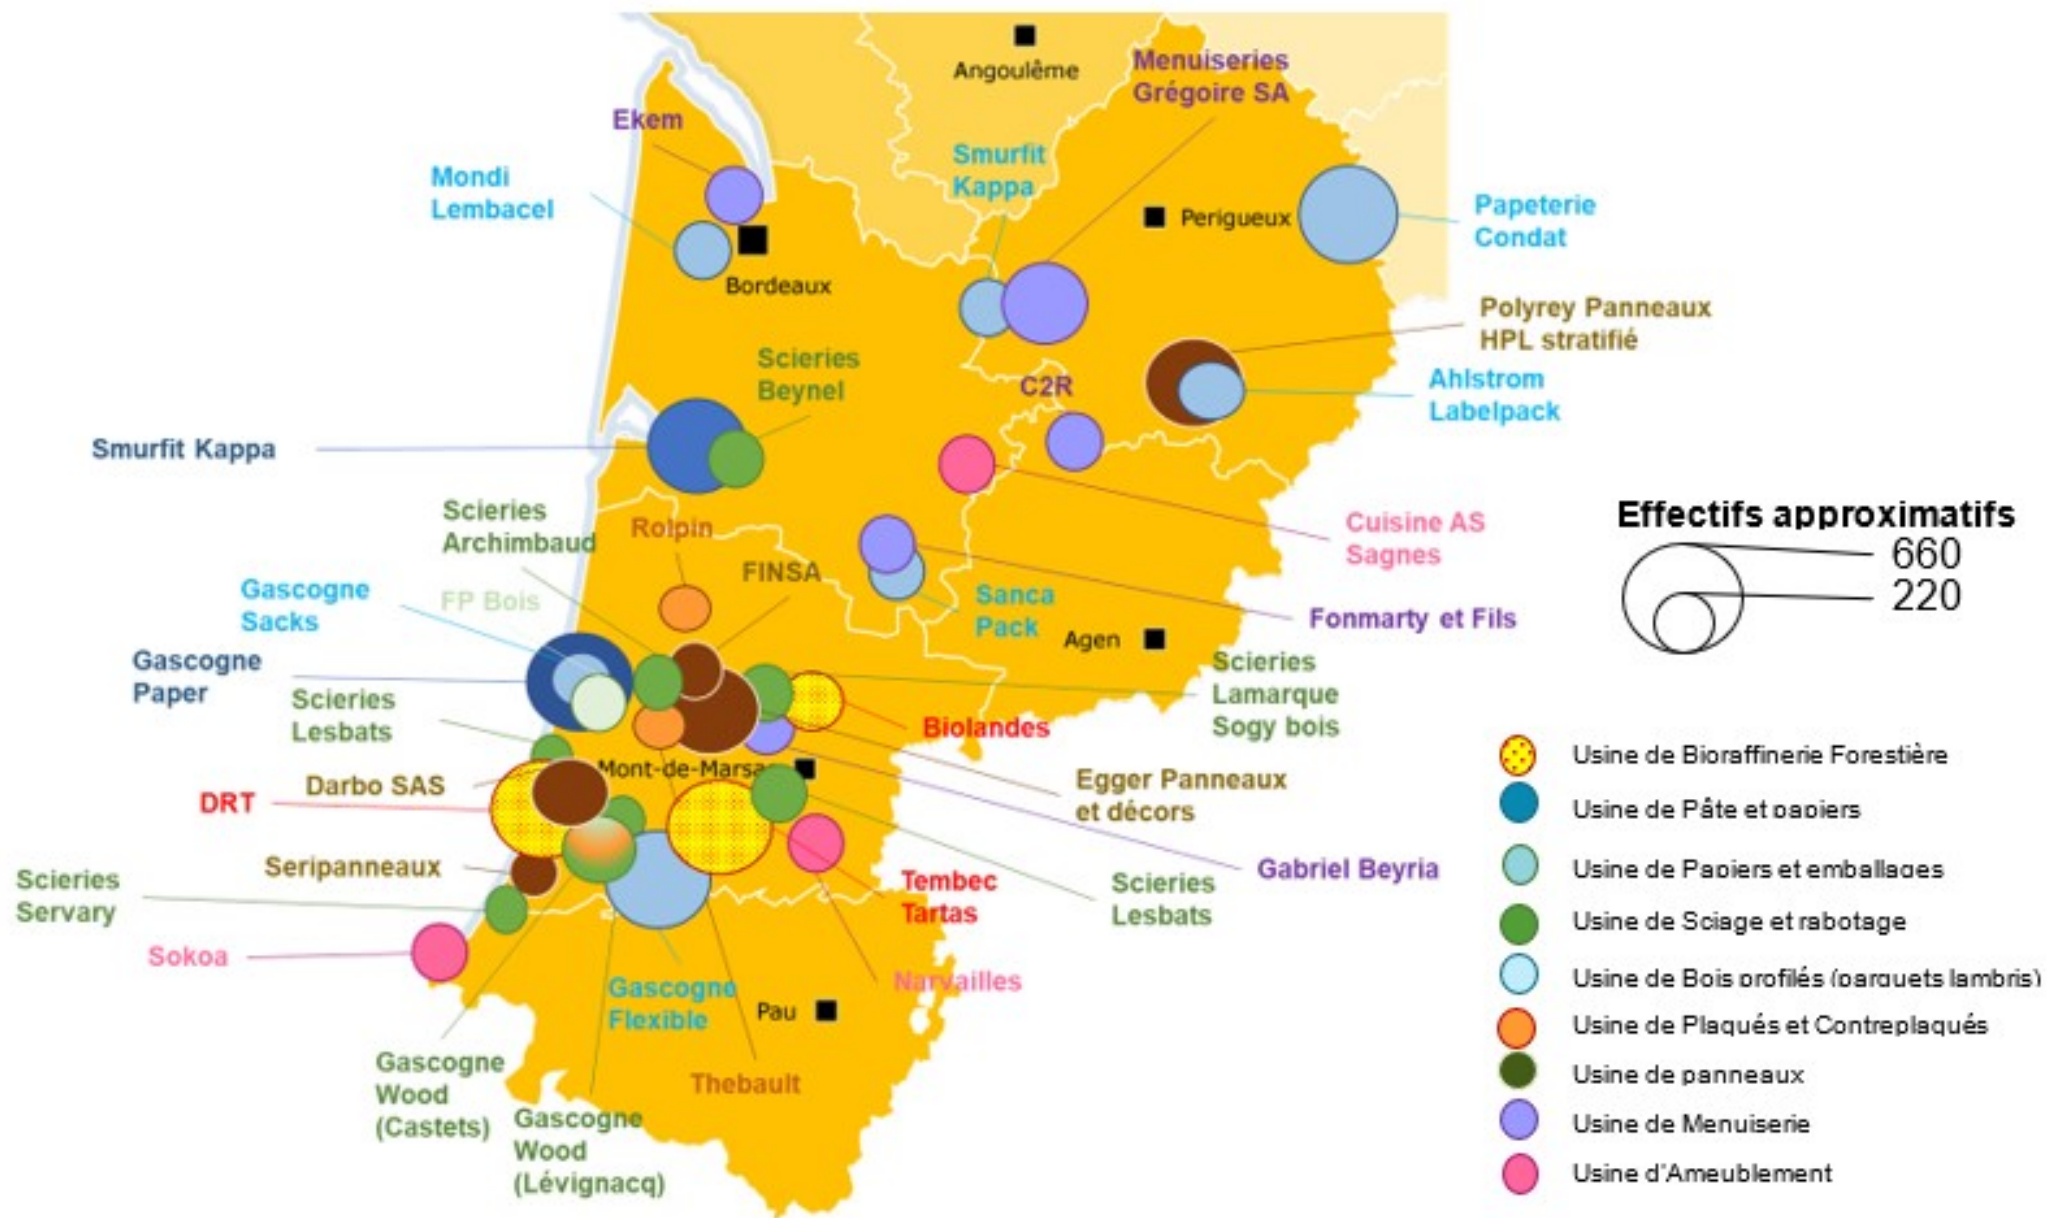 Angoulême
Menuiseries
Grégoire SA
Ekem
Smurfit
Kappa
Mondi
Lembacel
Papeterie
Condat
Perigueux
Bordeaux
Polyrey Panneaux
HPL stratifié
Scieries
Beynel
C2R
Ahlstrom
Labelpack
Smurfit Kappa
Scieries
Archimbaud
Rolpin
FINSA
Cuisine AS
Sagnes
Effectifs approximatifs
660
220
Gascogne
Sacks
FP Bois
Sanca
Pack
Fonmarty et Fils
Agen
Gascogne
Paper
Scieries
Lamarque
Sogy bois
Scieries
Lesbats
Biolandes
Mont-de-Marsa
Darbo SAS
DRT
Egger Panneaux
et décors
Seripanneaux
Gabriel Beyria
Scieries
Servary
Tembec
Tartas
Scieries
Lesbats
Sokoa
Narvailles
Gascogne
Flexible
Pau
Gascogne
Wood
(Castets)
Thebault
Gascogne
Wood
(Lévignacq)
Usine de Bioraffinerie Forestière
Usine de Pâte et papiers
Usine de Papiers et emballages
Usine de Sciage et rabotage
Usine de Bois profilés (parquets lambris)
Usine de Plaqués et Contreplaqués
Usine de panneaux
Usine de Menuiserie
Usine d'Ameublement